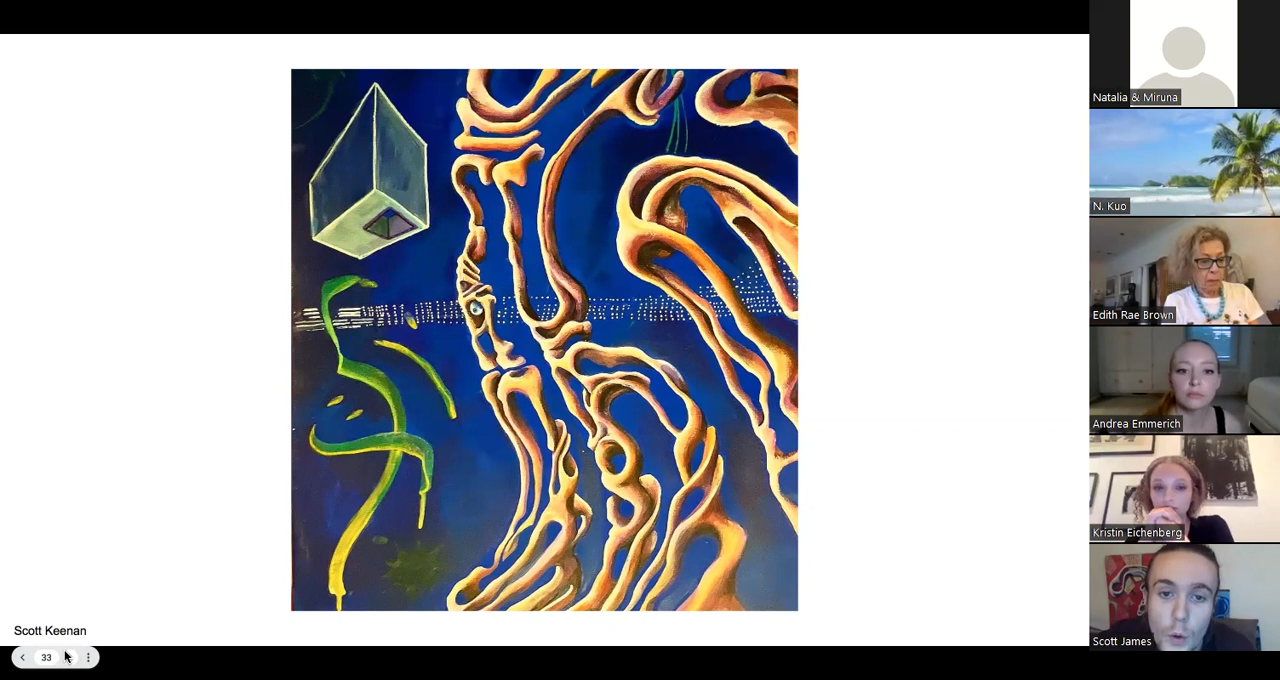 Natalia & Miruna
N. Kuo
Edith Rae Brown
Andrea Emmerich
Kristin Eichenberg
Scott James
Scott Keenan
33